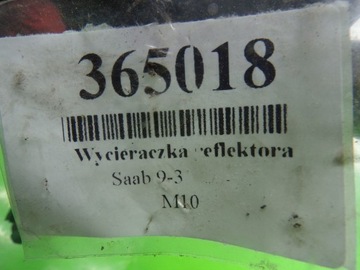 365018
Wycieraczka reflektora
Saab 9-3
M10